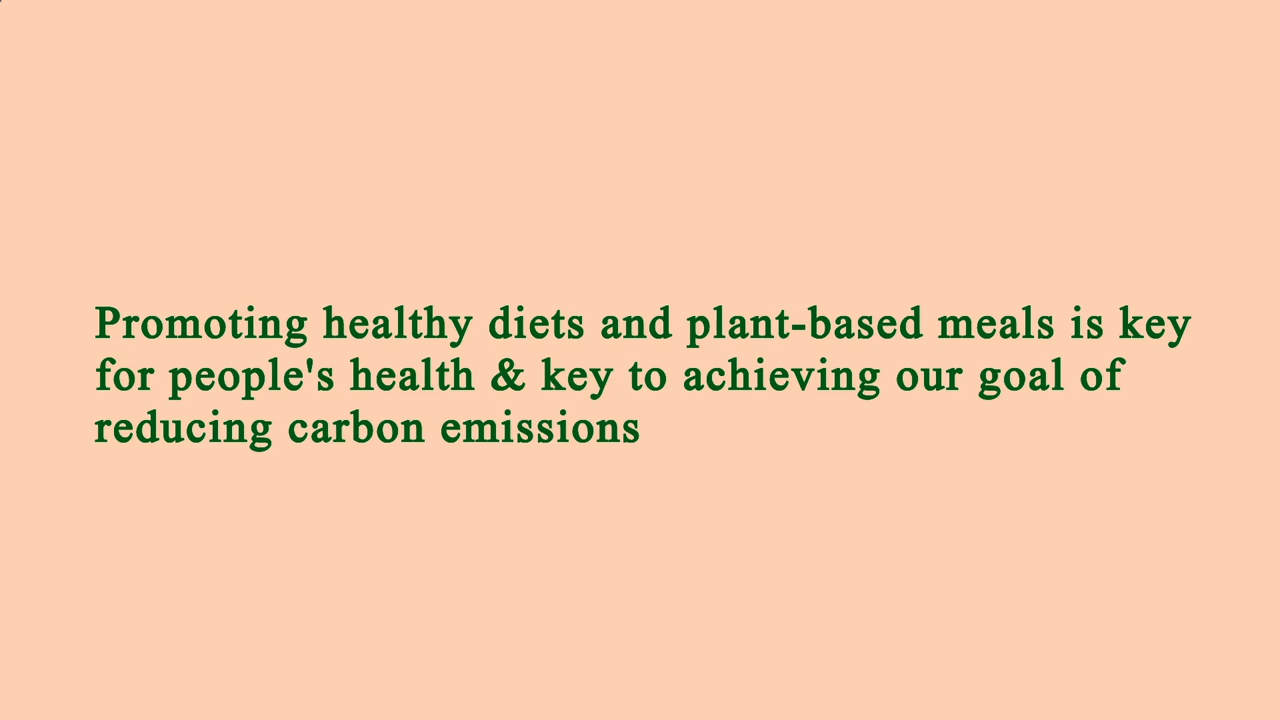 Promoting healthy diets and plant-based meals is key
for people's health & key to achieving our goal of
reducing carbon emissions